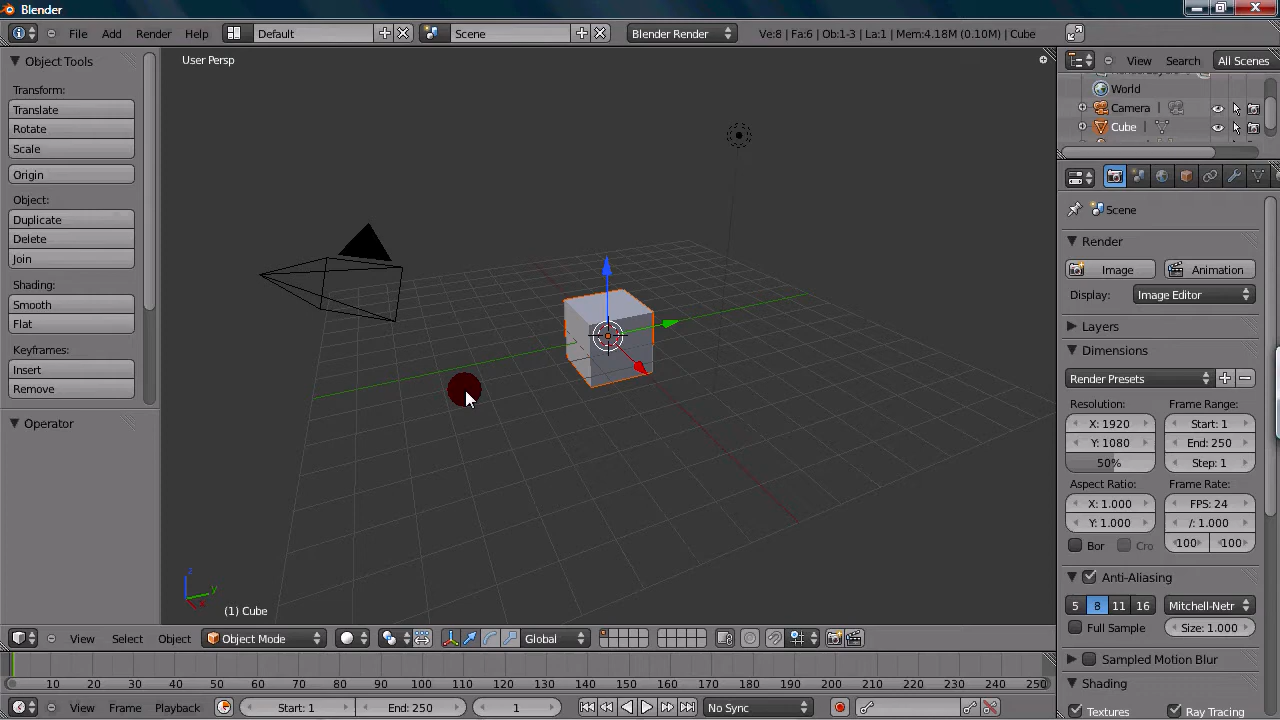 Blender
File Add Render Help Default Scene Blender Render Ve:8 | Fa:6 | Ob:1-3 | La:1 | Mem:4.18M (0.10M) | Cube
Object Tools
Transform:
Translate
Rotate
Scale
Origin
Object:
Duplicate
Delete
Join
Shading:
Smooth
Flat
Keyframes:
Insert
Remove
Operator
User Persp
z
y
x
(1) Cube
View Search All Scenes
World
Camera
Cube
Scene
Render
Image Animation
Display: Image Editor
Layers
Dimensions
Render Presets
Resolution: Frame Range:
X: 1920 Start: 1
Y: 1080 End: 250
50% Step: 1
Aspect Ratio: Frame Rate:
X: 1.000 FPS: 24
Y: 1.000 /: 1.000
Bor Cro 100 100
Anti-Aliasing
5 8 11 16 Mitchell-Netr
Full Sample Size: 1.000
Sampled Motion Blur
Shading
Textures Ray Tracing
View Select Object Object Mode Global
10 20 30 40 50 60 70 80 90 100 110 120 130 140 150 160 170 180 190 200 210 220 230 240 250
View Frame Playback Start: 1 End: 250 1 No Sync